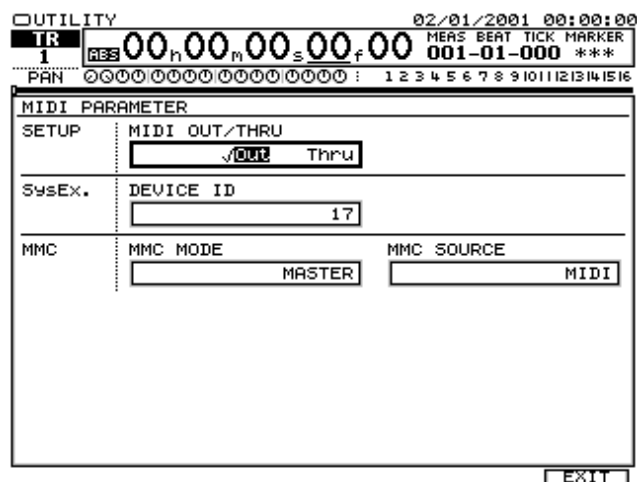 UTILITY 02/01/2001 00:00:00
TR 1 ABS 00h00m00s00f00 MEAS BEAT TICK MARKER
001-01-000 ***
PAN 1 2 3 4 5 6 7 8 9 10 11 12 13 14 15 16
MIDI PARAMETER
SETUP MIDI OUT/THRU
√Out Thru
SysEx. DEVICE ID
17
MMC MMC MODE MMC SOURCE
MASTER MIDI
EXIT